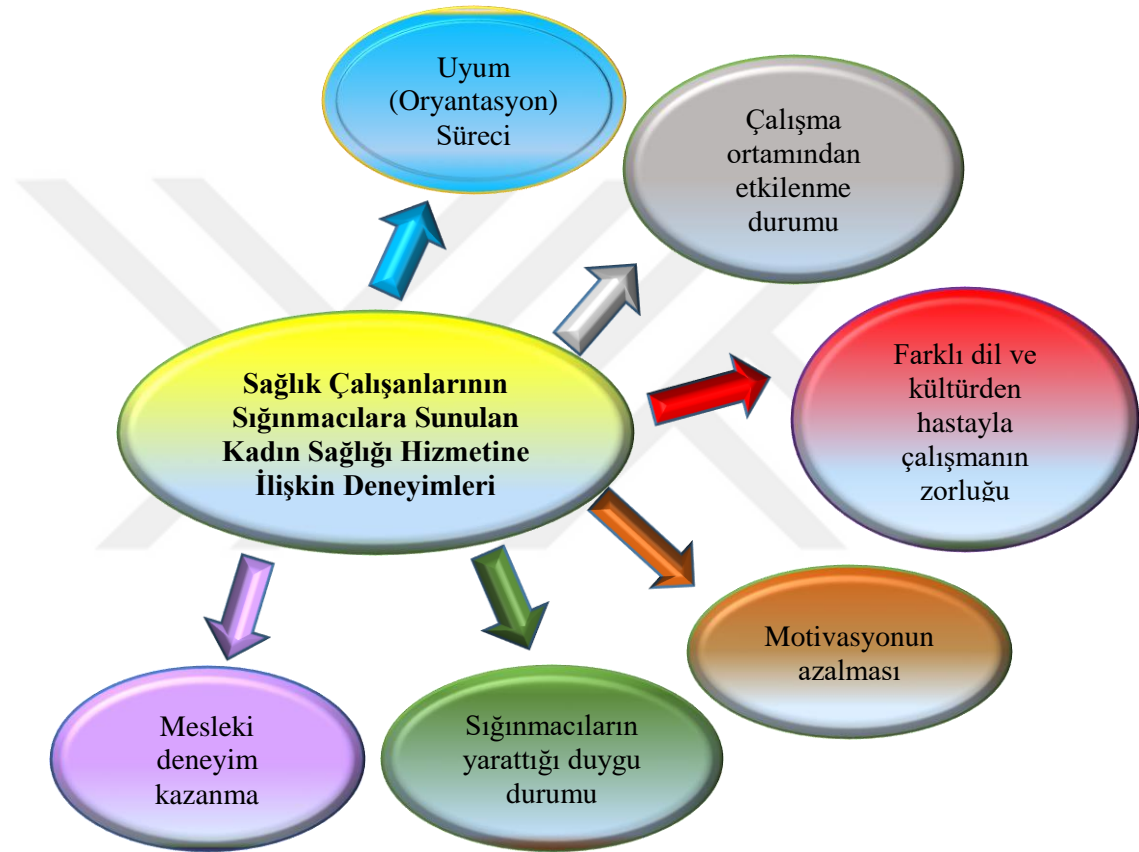 Uyum
(Oryantasyon)
Süreci
Çalışma
ortamından
etkilenme
durumu
Farklı dil ve
kültürden
hastayla
çalışmanın
zorluğu
Sağlık Çalışanlarının
Sığınmacılara Sunulan
Kadın Sağlığı Hizmetine
İlişkin Deneyimleri
Motivasyonun
azalması
Sığınmacıların
yarattığı duygu
durumu
Mesleki
deneyim
kazanma